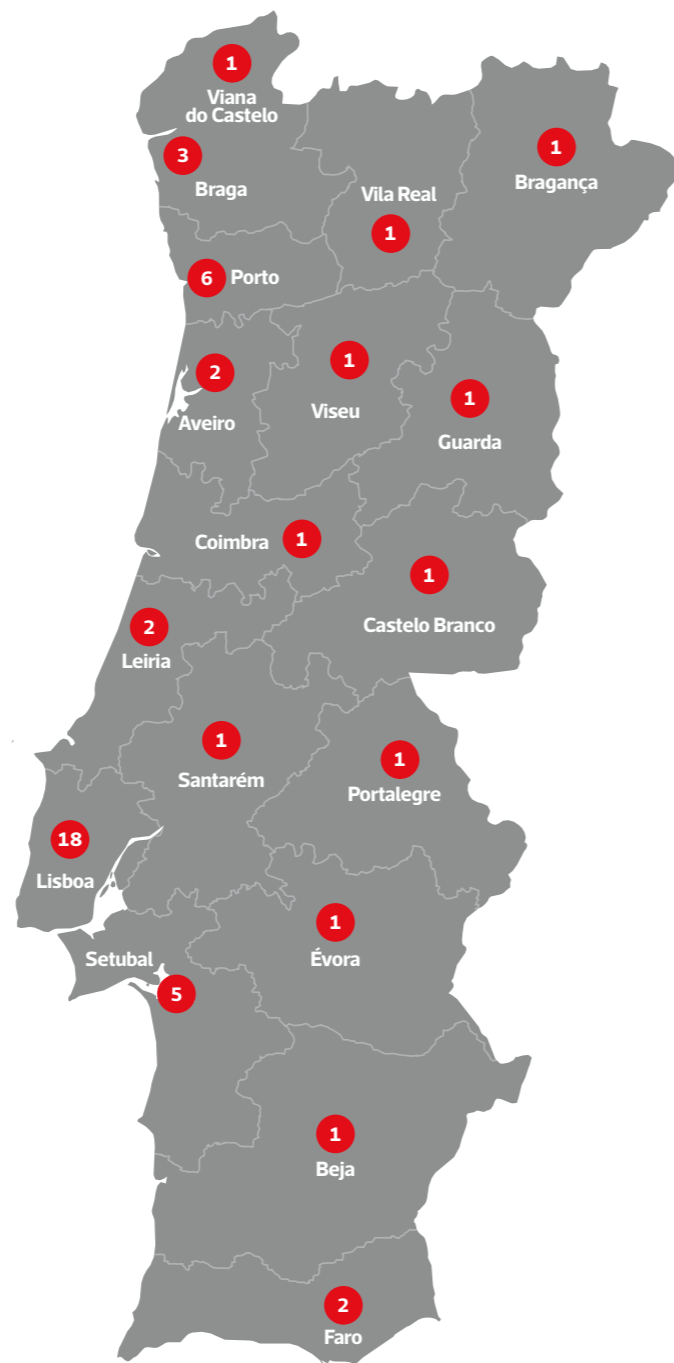 1
Viana
do Castelo
3
Braga
1
Bragança
Vila Real
1
6 Porto
2
Aveiro
1
Viseu
1
Guarda
Coimbra 1
1
Castelo Branco
2
Leiria
1
Santarém
1
Portalegre
18
Lisboa
1
Évora
Setubal
5
1
Beja
2
Faro